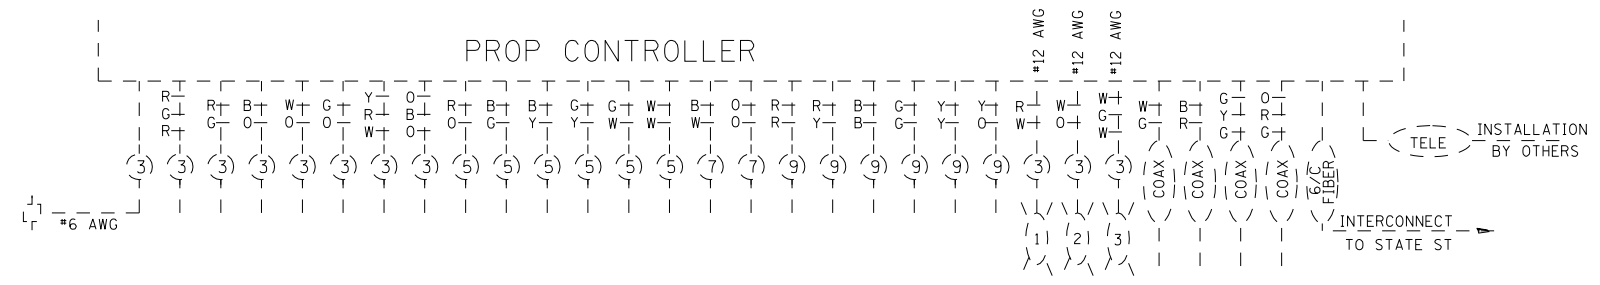 #12 AWG
#12 AWG
#12 AWG
PROP CONTROLLER
R R B W G Y O R B B G G W B O R R B G Y Y R W W W B G O
G R B W
R G O O O W O O G Y G Y W W O R Y B G Y O W O W G R G G
TELE
INSTALLATION
BY OTHERS
3 3 3 3 3 3 3 3 5 5 5 5 5 5 7 7 9 9 9 9 9 9 3 3 3 COAX COAX COAX COAX 6/C FIBER
#6 AWG
1 2 3
INTERCONNECT
TO STATE ST